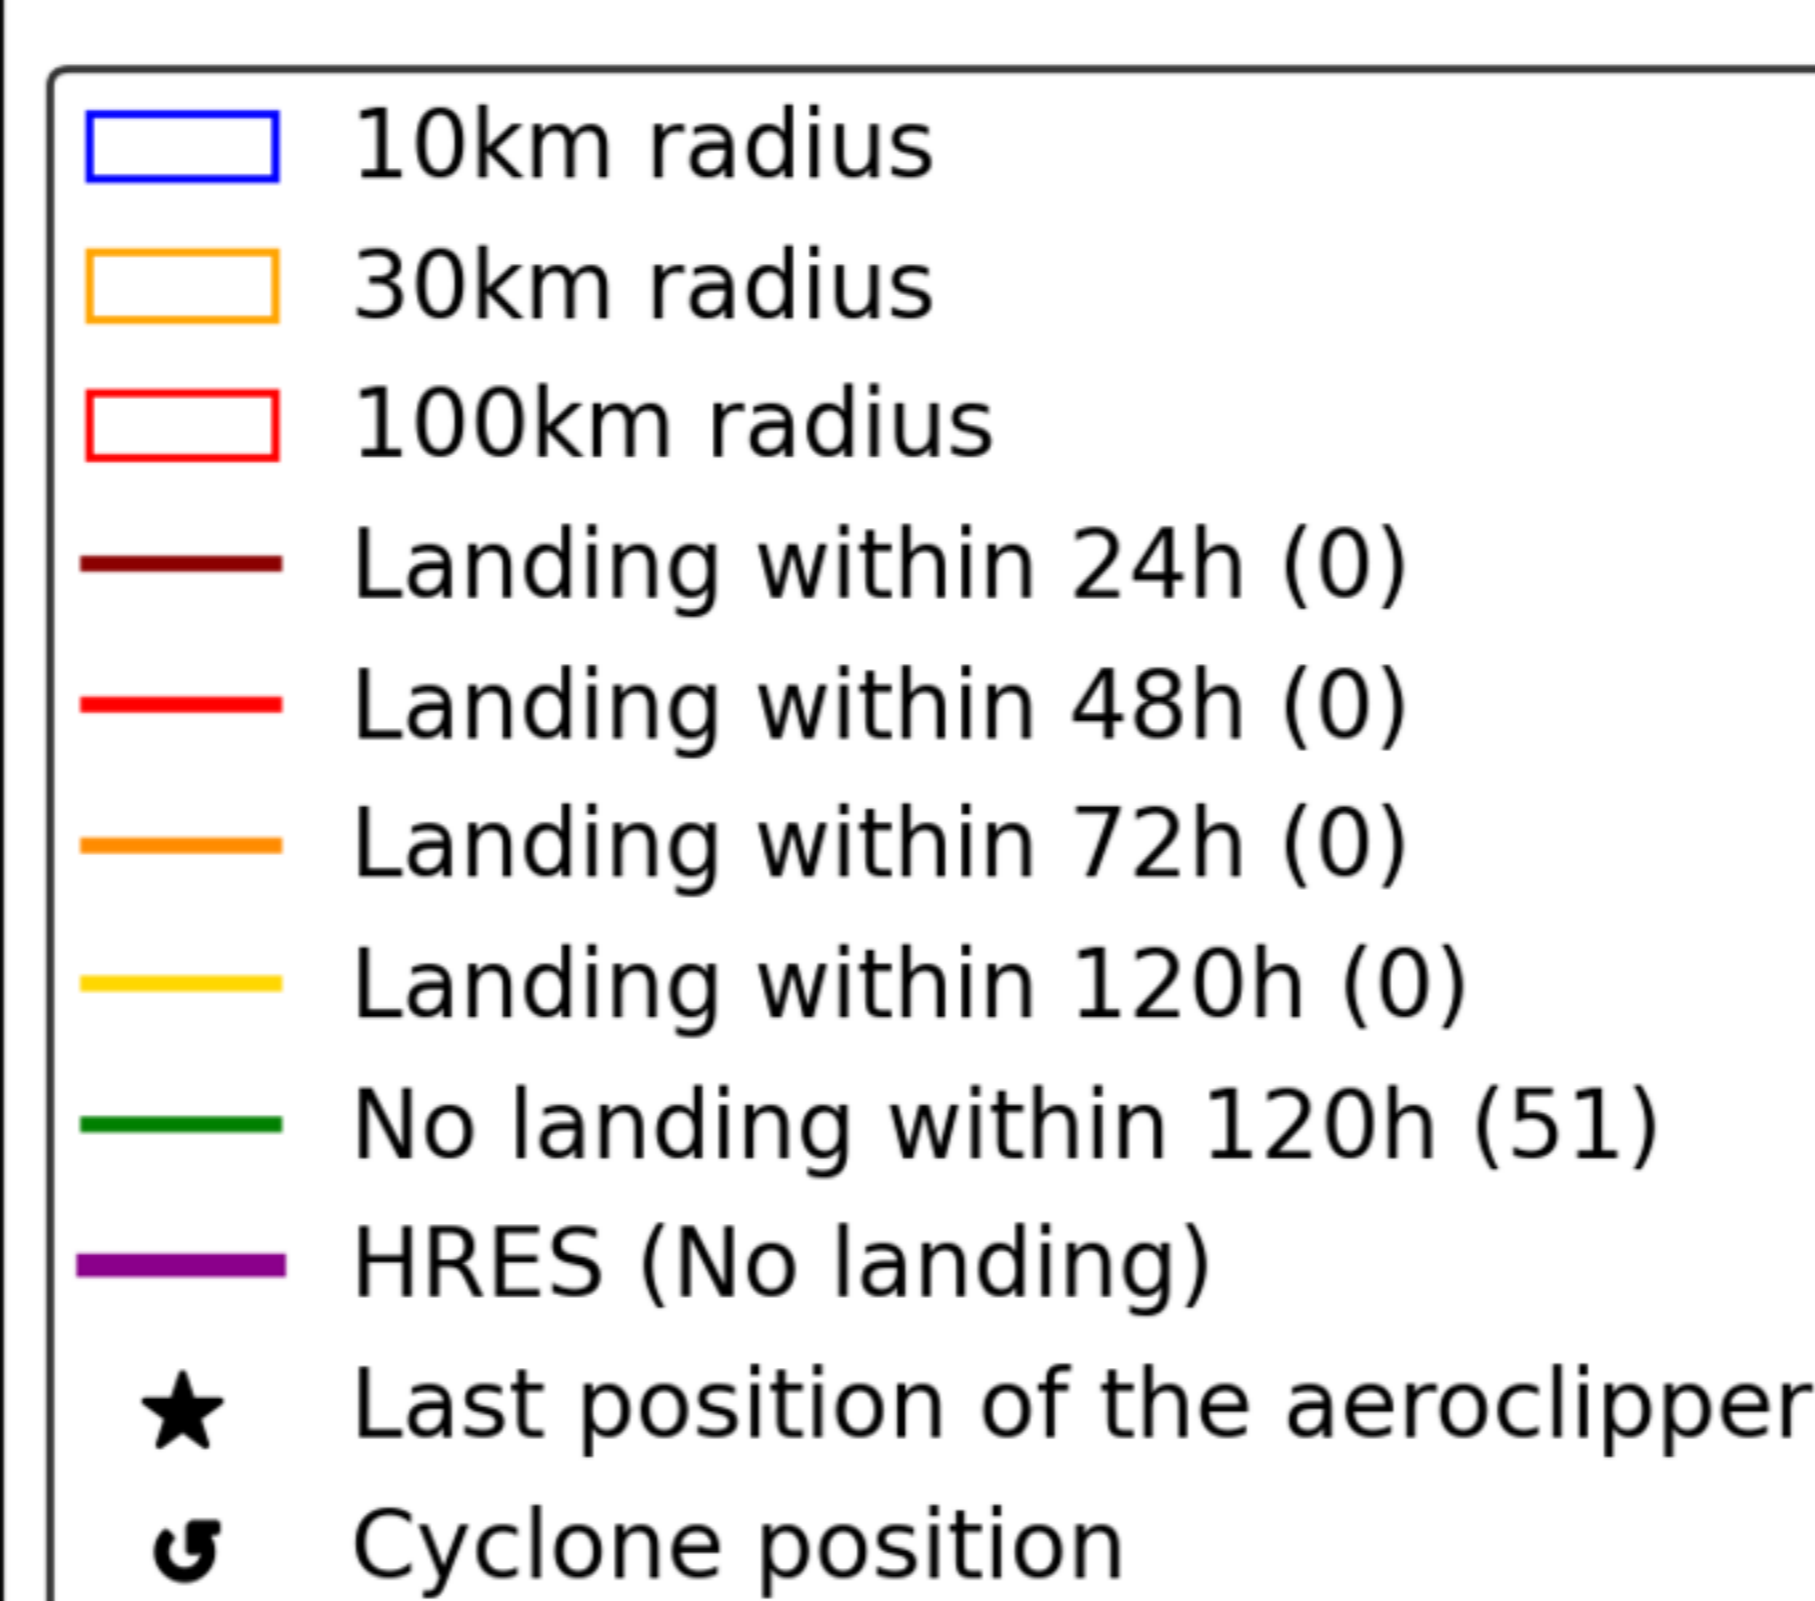 10km radius
30km radius
100km radius
Landing within 24h (0)
Landing within 48h (0)
Landing within 72h (0)
Landing within 120h (0)
No landing within 120h (51)
HRES (No landing)
Last position of the aeroclipper
Cyclone position